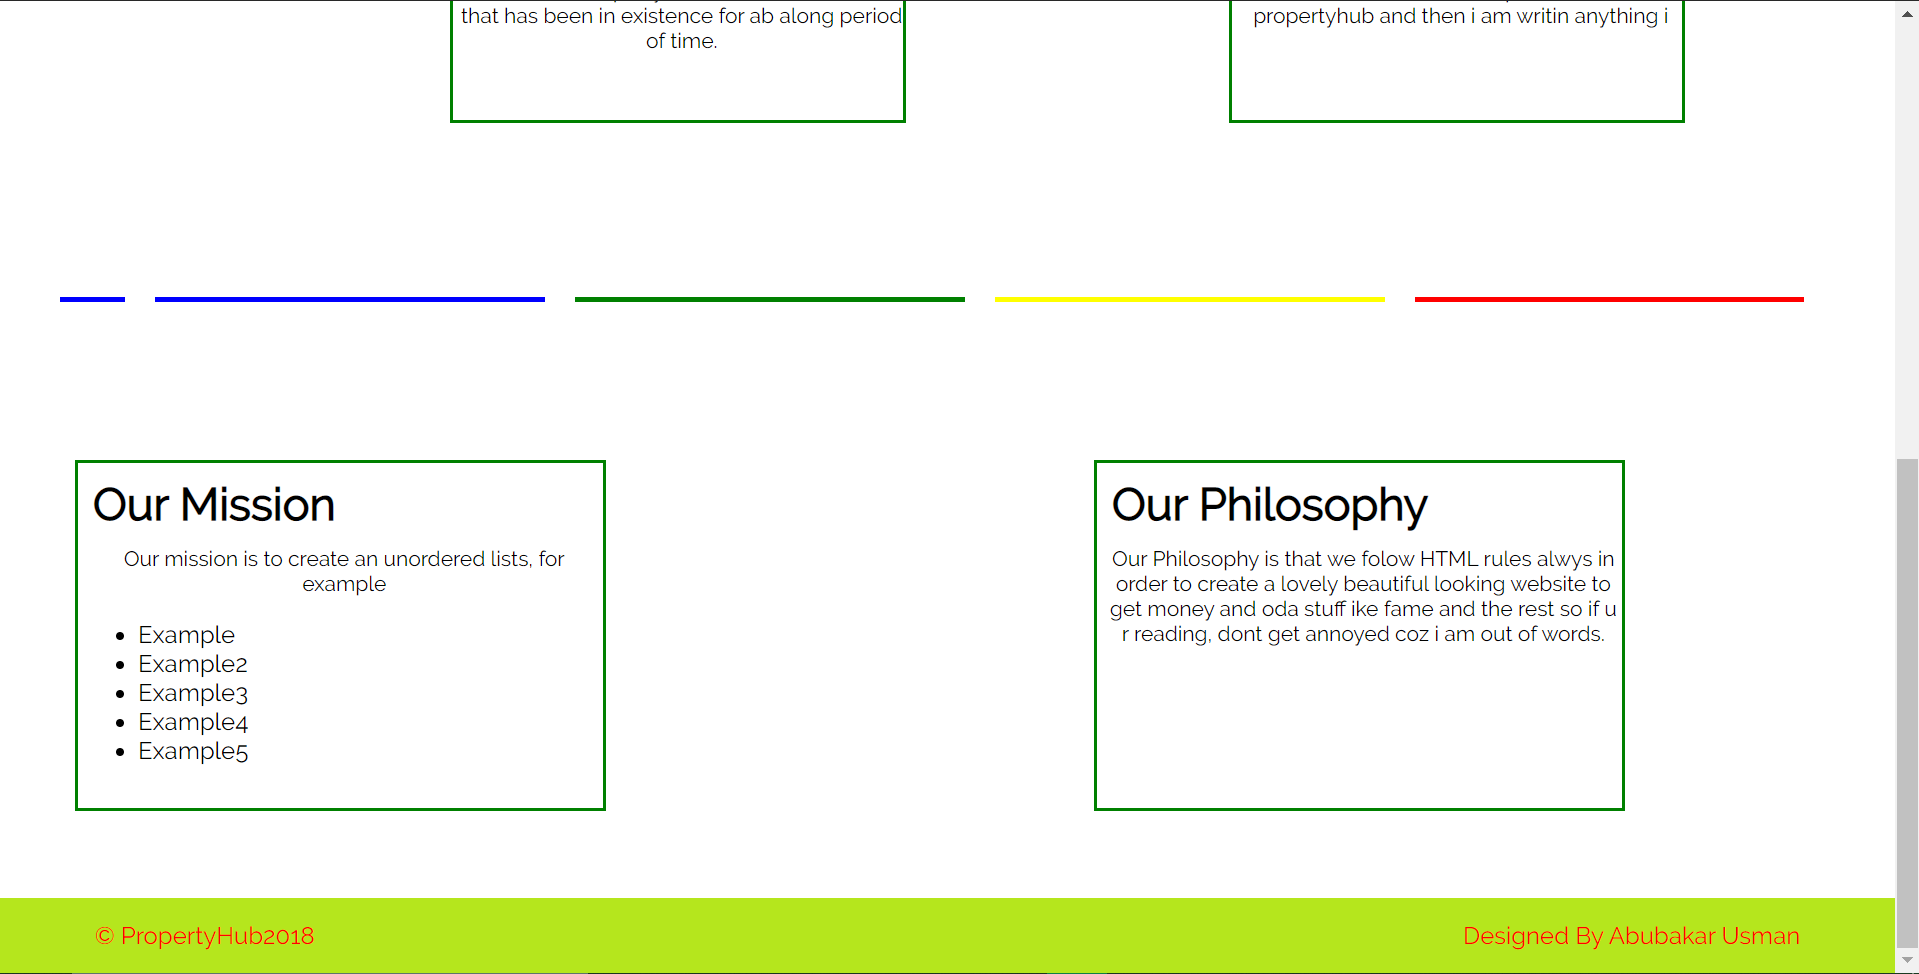 that has been in existence for ab along period
of time.
propertyhub and then i am writin anything i
Our Mission
Our mission is to create an unordered lists, for
example
Example
Example2
Example3
Example4
Example5
Our Philosophy
Our Philosophy is that we folow HTML rules alwys in
order to create a lovely beautiful looking website to
get money and oda stuff ike fame and the rest so if u
r reading, dont get annoyed coz i am out of words.
© PropertyHub2018
Designed By Abubakar Usman